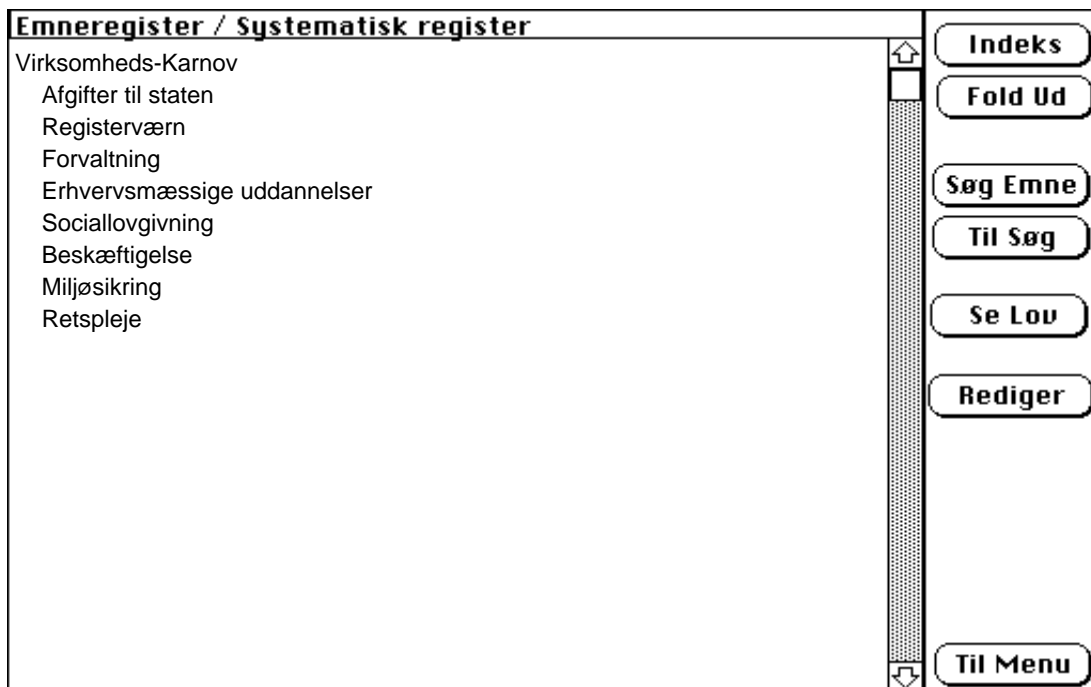 Emneregister / Systematisk register
Virksomheds-Karnov
Afgifter til staten
Registerværn
Forvaltning
Erhvervsmæssige uddannelser
Sociallovgivning
Beskæftigelse
Miljøsikring
Retspleje
Indeks
Fold Ud
Søg Emne
Til Søg
Se Lov
Rediger
Til Menu